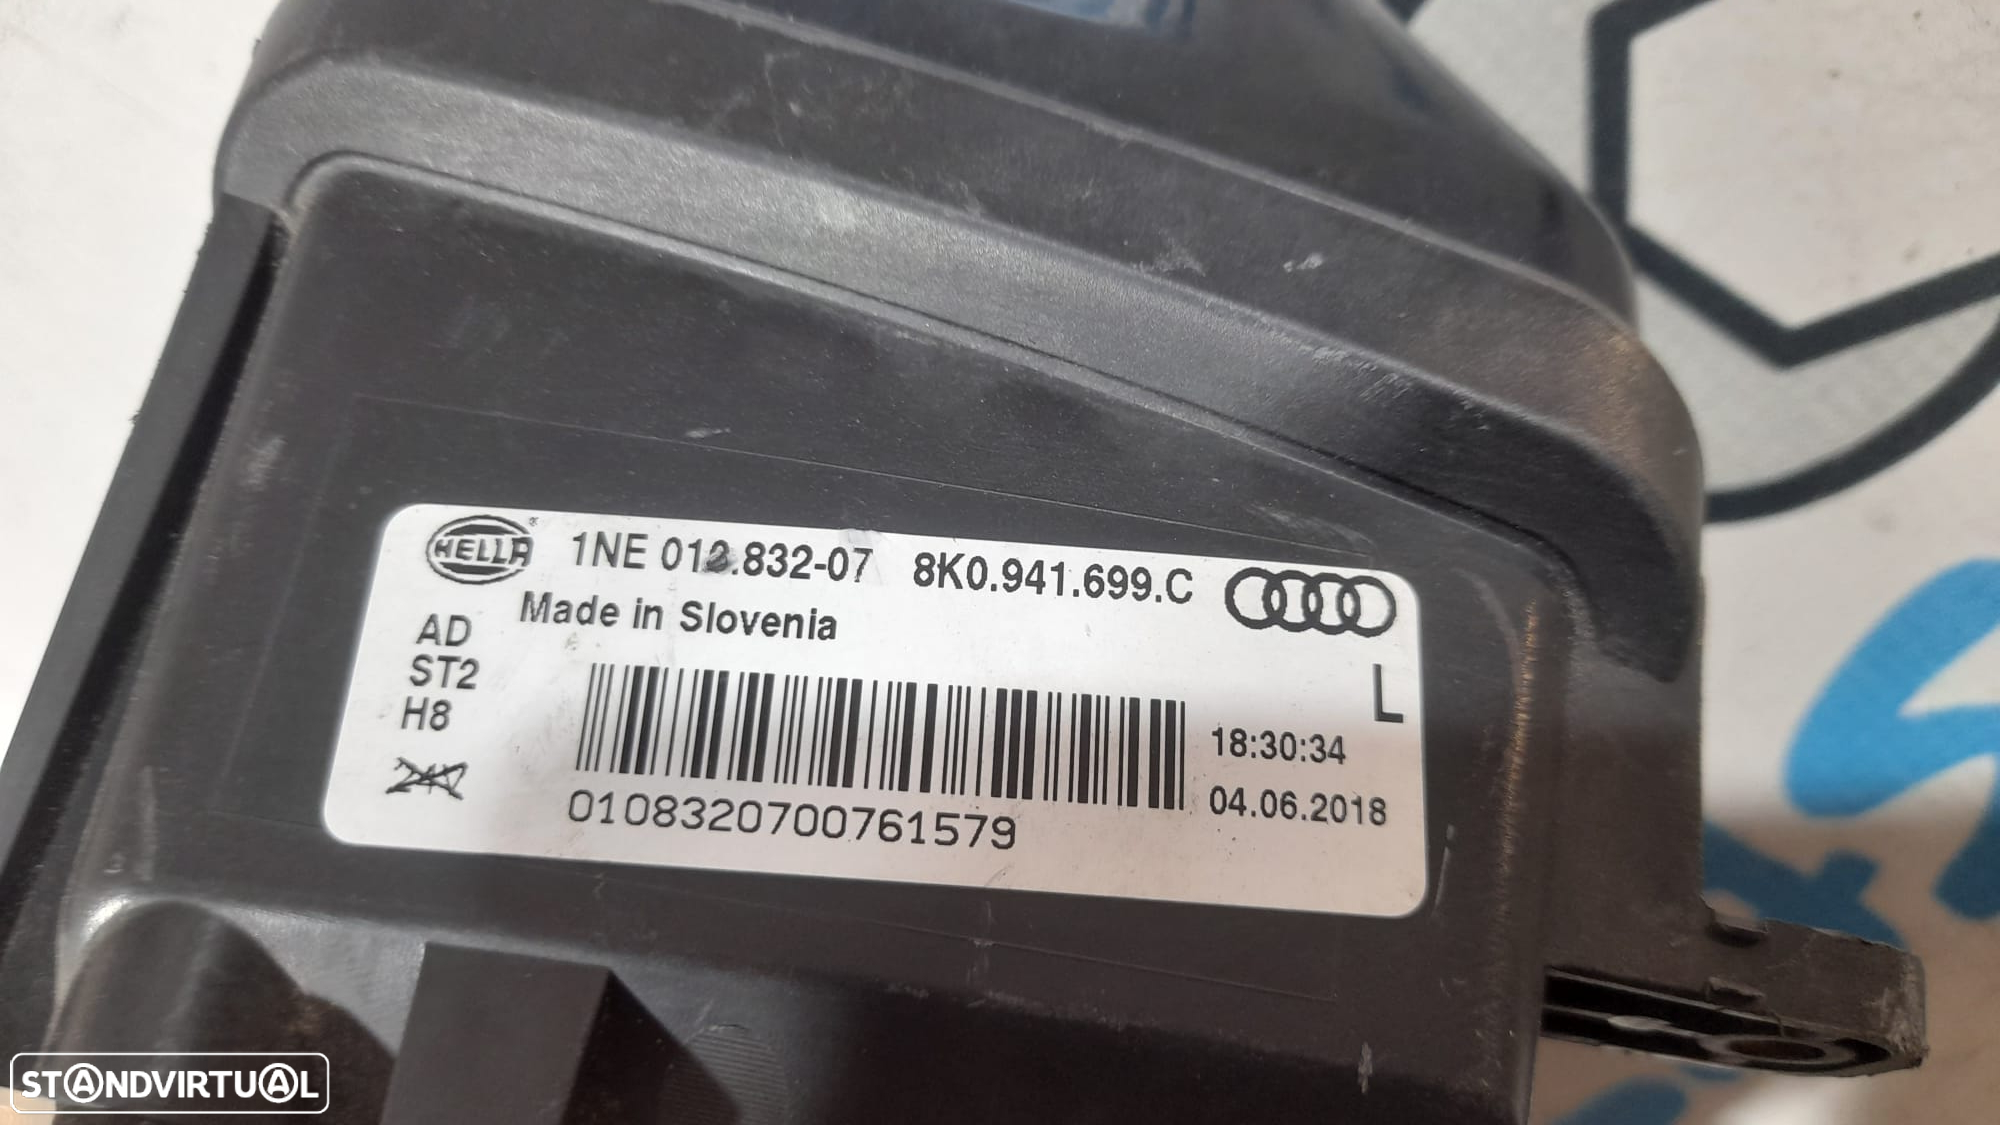 HELLA 1NE 012.832-07 8K0.941.699.C
Made in Slovenia
AD
ST2
H8
L
18:30:34
04.06.2018
010832070076157​9
STANDVIRTUAL